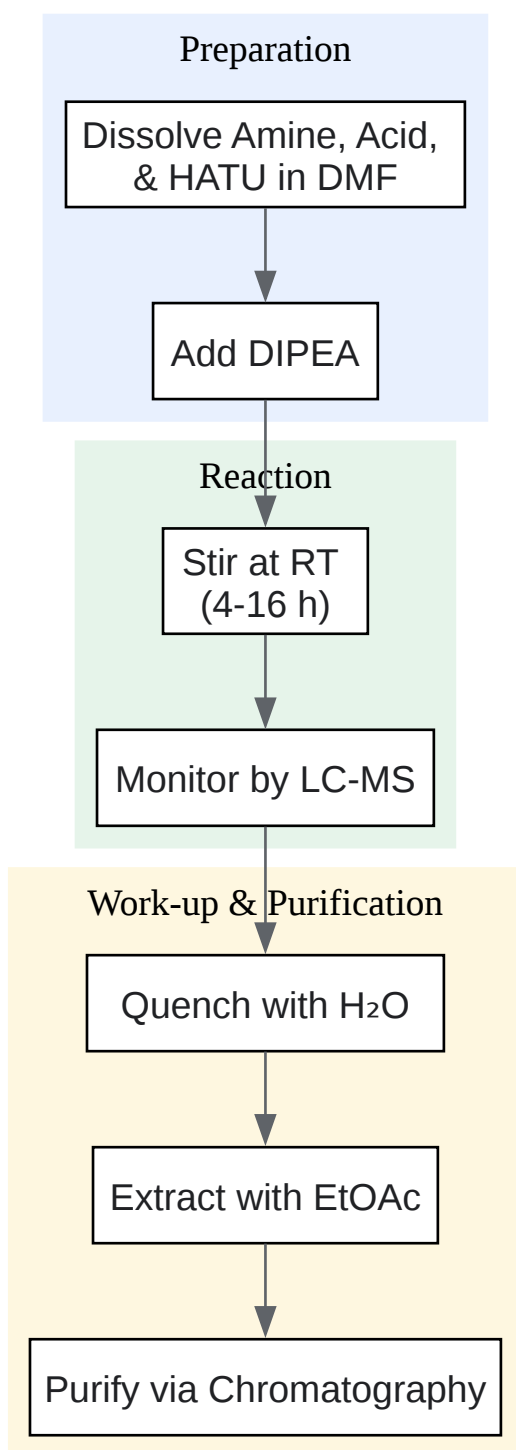 Preparation
Dissolve Amine, Acid,
& HATU in DMF
Add DIPEA
Reaction
Stir at RT
(4-16 h)
Monitor by LC-MS
Work-up & Purification
Quench with H₂O
Extract with EtOAc
Purify via Chromatography